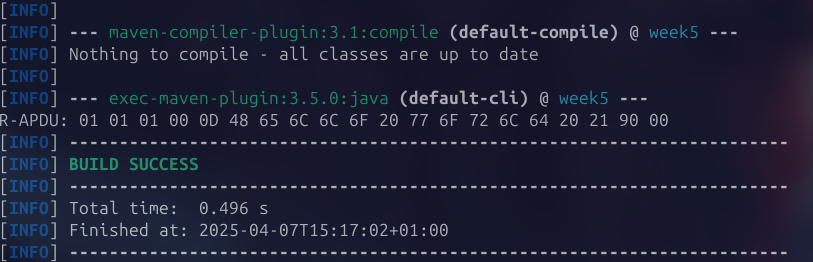 [INFO]
[INFO] --- maven-compiler-plugin:3.1:compile (default-compile) @ week5 ---
[INFO] Nothing to compile - all classes are up to date
[INFO]
[INFO] --- exec-maven-plugin:3.5.0:java (default-cli) @ week5 ---
R-APDU: 01 01 01 00 0D 48 65 6C 6C 6F 20 77 6F 72 6C 64 20 21 90 00
[INFO] ------------------------------------------------------------------------
[INFO] BUILD SUCCESS
[INFO] ------------------------------------------------------------------------
[INFO] Total time:  0.496 s
[INFO] Finished at: 2025-04-07T15:17:02+01:00
[INFO] ------------------------------------------------------------------------